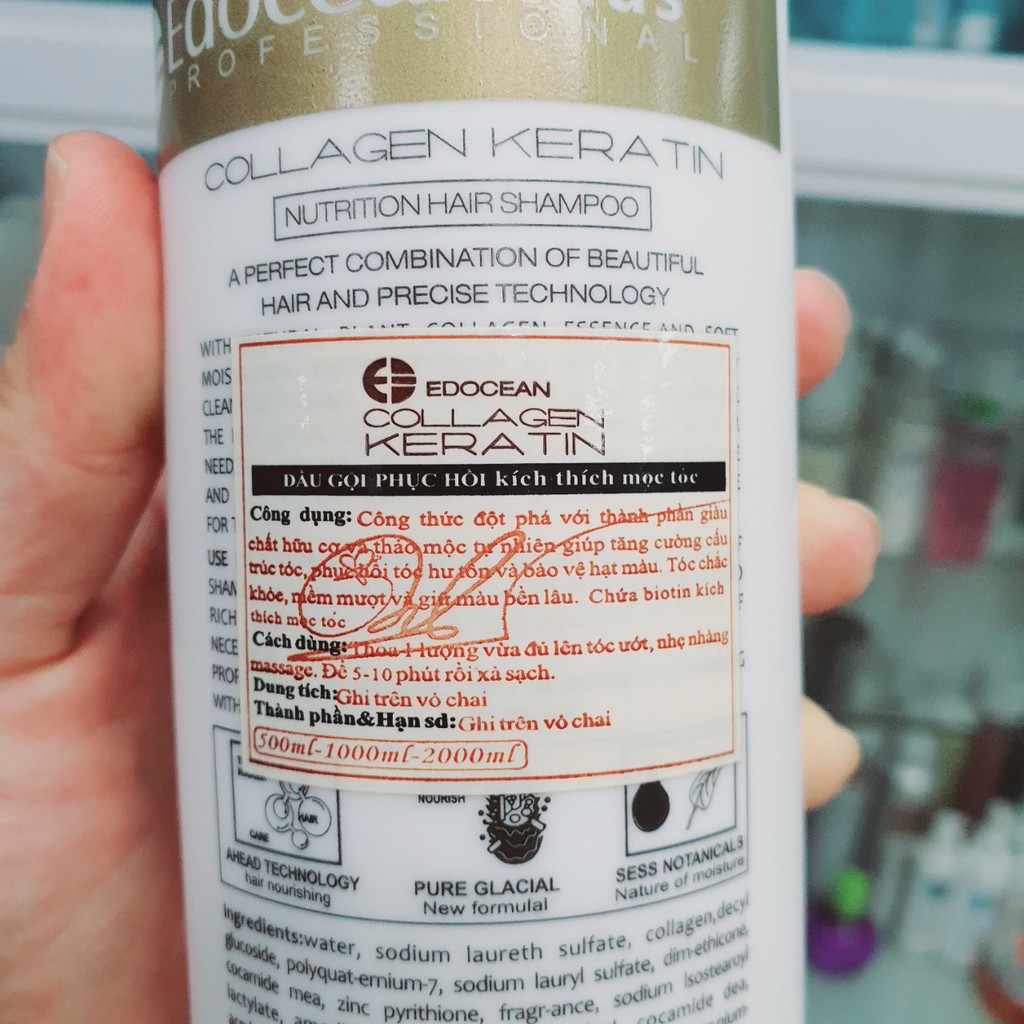 PROFESSIONAL
COLLAGEN KERATIN
NUTRITION HAIR SHAMPOO
A PERFECT COMBINATION OF BEAUTIFUL
HAIR AND PRECISE TECHNOLOGY
WITH NATURAL PLANT COLLAGEN ESSENCE AND SOFT
MOIS
CLEAN
THE
NEED
AND
FOR
USE
SHAM
RICH
NECE
PROF
WITH
EDOCEAN
COLLAGEN
KERATIN
DẦU GỘI PHỤC HỒI kích thích mọc tóc
Công dụng: Công thức đột phá với thành phần giàu
chất hữu cơ và thảo mộc tự nhiên giúp tăng cường cấu
trúc tóc, phục hồi tóc hư tổn và bảo vệ hạt màu. Tóc chắc
khỏe, mềm mượt và giữ màu bền lâu. Chứa biotin kích
thích mọc tóc
Cách dùng: Thoa 1 lượng vừa đủ lên tóc ướt, nhẹ nhàng
massage. Để 5-10 phút rồi xả sạch.
Dung tích: Ghi trên vỏ chai
Thành phần&Hạn sd: Ghi trên vỏ chai
500ml-1000ml-2000ml
HAIR
CARE
NOURISH
AHEAD TECHNOLOGY
hair nourishing
PURE GLACIAL
New formulal
SESS NOTANICALS
Nature of moisture
Ingredients:water, sodium laureth sulfate, collagen,decyl
glucoside, polyquat-ernium-7, sodium lauryl sulfate, dim-ethicone,
cocamide mea, zinc pyrithione, fragr-ance, sodium isostearoyl
lactylate, cocamide dea,